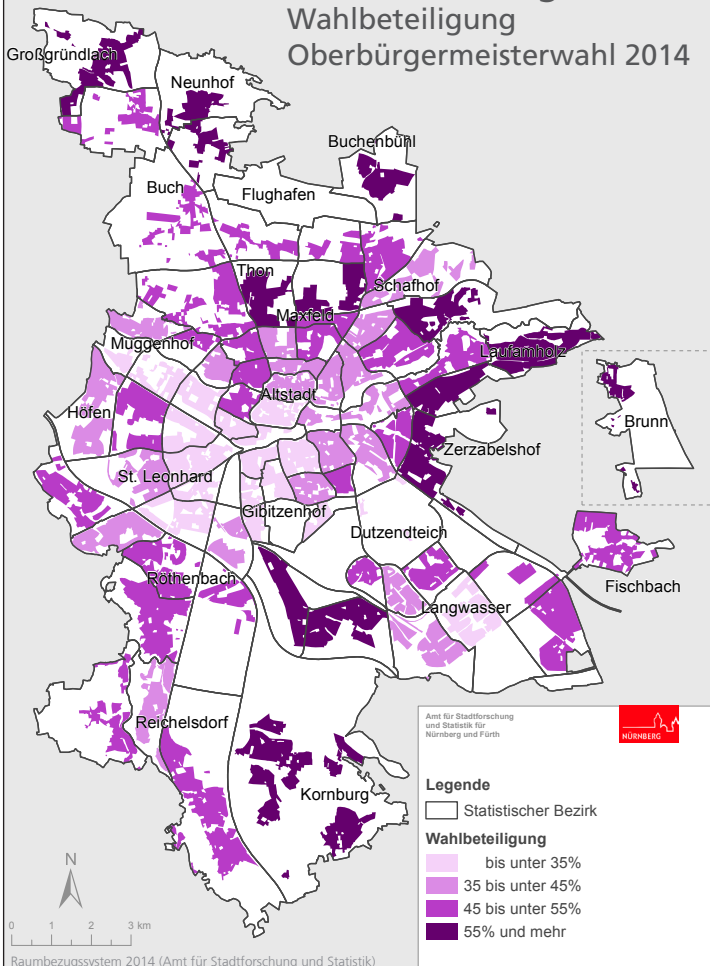 Wahlbeteiligung
Oberbürgermeisterwahl 2014
Großgründlach
Neunhof
Buchenbühl
Buch
Flughafen
Thon
Schafhof
Maxfeld
Muggenhof
Laufamholz
Altstadt
Höfen
Brunn
Zerzabelshof
St. Leonhard
Gibitzenhof
Dutzendteich
Röthenbach
Fischbach
Langwasser
Reichelsdorf
Kornburg
Amt für Stadtforschung
und Statistik für
Nürnberg und Fürth
NÜRNBERG
Legende
Statistischer Bezirk
Wahlbeteiligung
bis unter 35%
35 bis unter 45%
45 bis unter 55%
55% und mehr
N
0 1 2 3 km
Raumbezugssystem 2014 (Amt für Stadtforschung und Statistik)